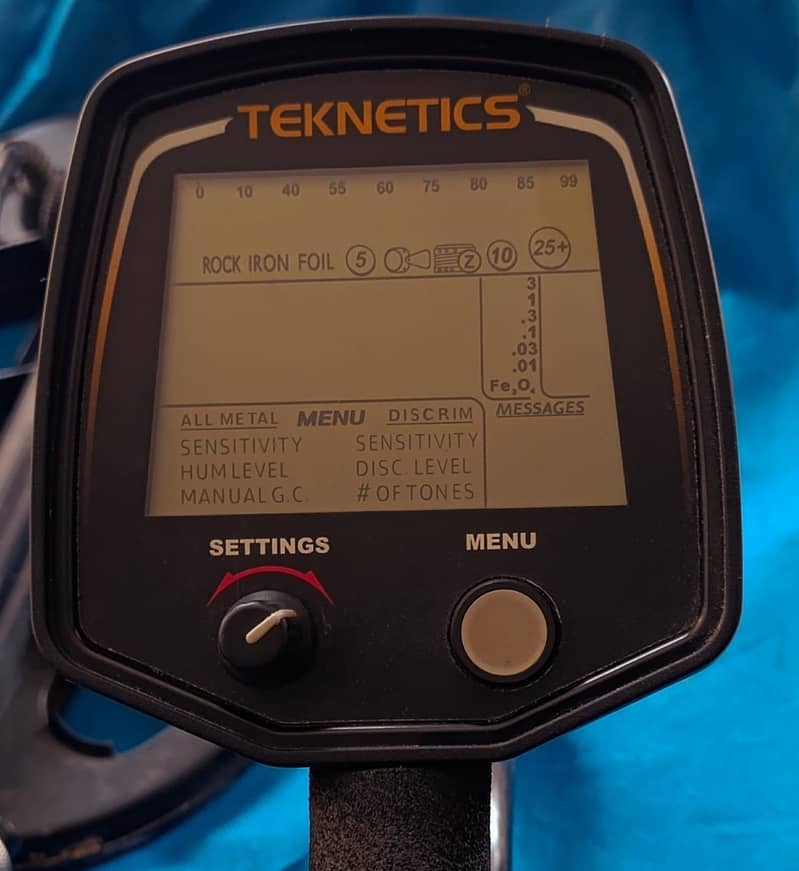 TEKNETICS®
0 10 40 55 60 75 80 85 99
ROCK IRON FOIL 5 Z 10 25+
3
1
.3
.1
.03
.01
Fe₃O₄
ALL METAL MENU DISCRIM MESSAGES
SENSITIVITY SENSITIVITY
HUM LEVEL DISC. LEVEL
MANUAL G.C. # OF TONES
SETTINGS MENU